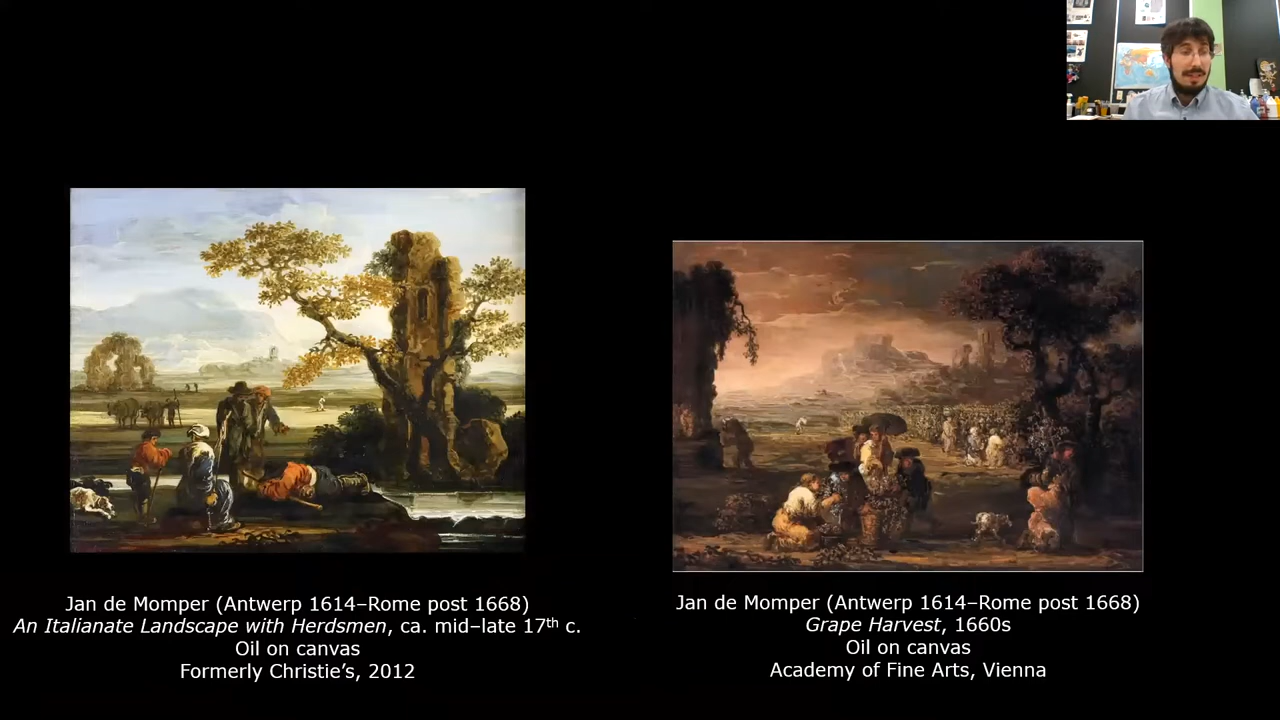 Jan de Momper (Antwerp 1614–Rome post 1668)
An Italianate Landscape with Herdsmen, ca. mid–late 17th c.
Oil on canvas
Formerly Christie’s, 2012
Jan de Momper (Antwerp 1614–Rome post 1668)
Grape Harvest, 1660s
Oil on canvas
Academy of Fine Arts, Vienna